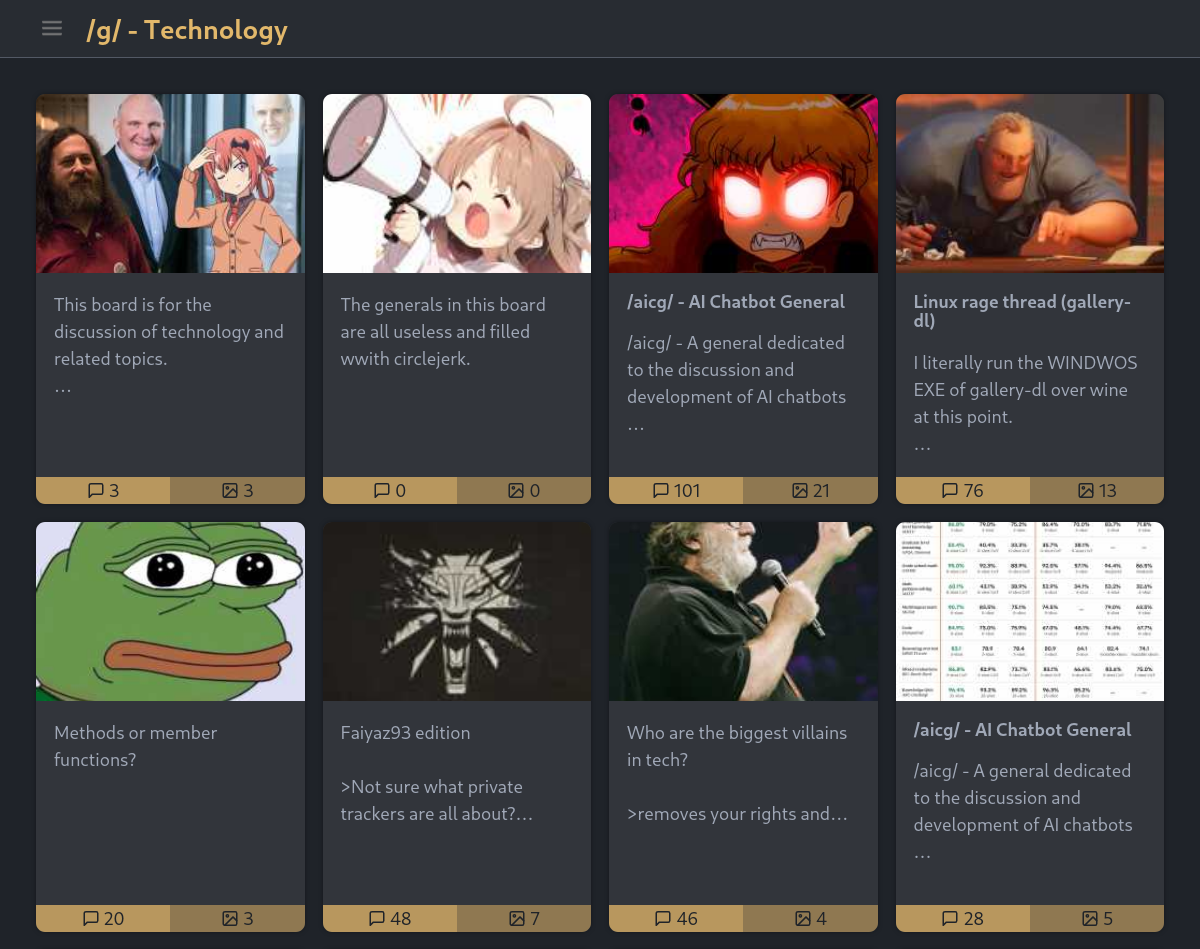 /g/ - Technology
This board is for the
discussion of technology and
related topics.
...
3
3
The generals in this board
are all useless and filled
wwith circlejerk.
0
0
/aicg/ - AI Chatbot General
/aicg/ - A general dedicated
to the discussion and
development of AI chatbots
...
101
21
Linux rage thread (gallery-
dl)
I literally run the WINDWOS
EXE of gallery-dl over wine
at this point.
...
76
13
Methods or member
functions?
20
3
Faiyaz93 edition
>Not sure what private
trackers are all about?...
48
7
Who are the biggest villains
in tech?
>removes your rights and...
46
4
/aicg/ - AI Chatbot General
/aicg/ - A general dedicated
to the discussion and
development of AI chatbots
...
28
5